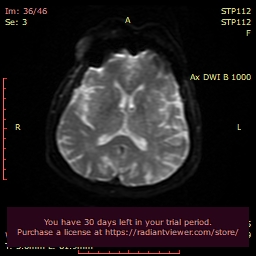 Im: 36/46
Se: 3
A
STP112
STP112
F
Ax DWI B 1000
R
L
You have 30 days left in your trial period.
Purchase a license at https://radiantviewer.com/store/